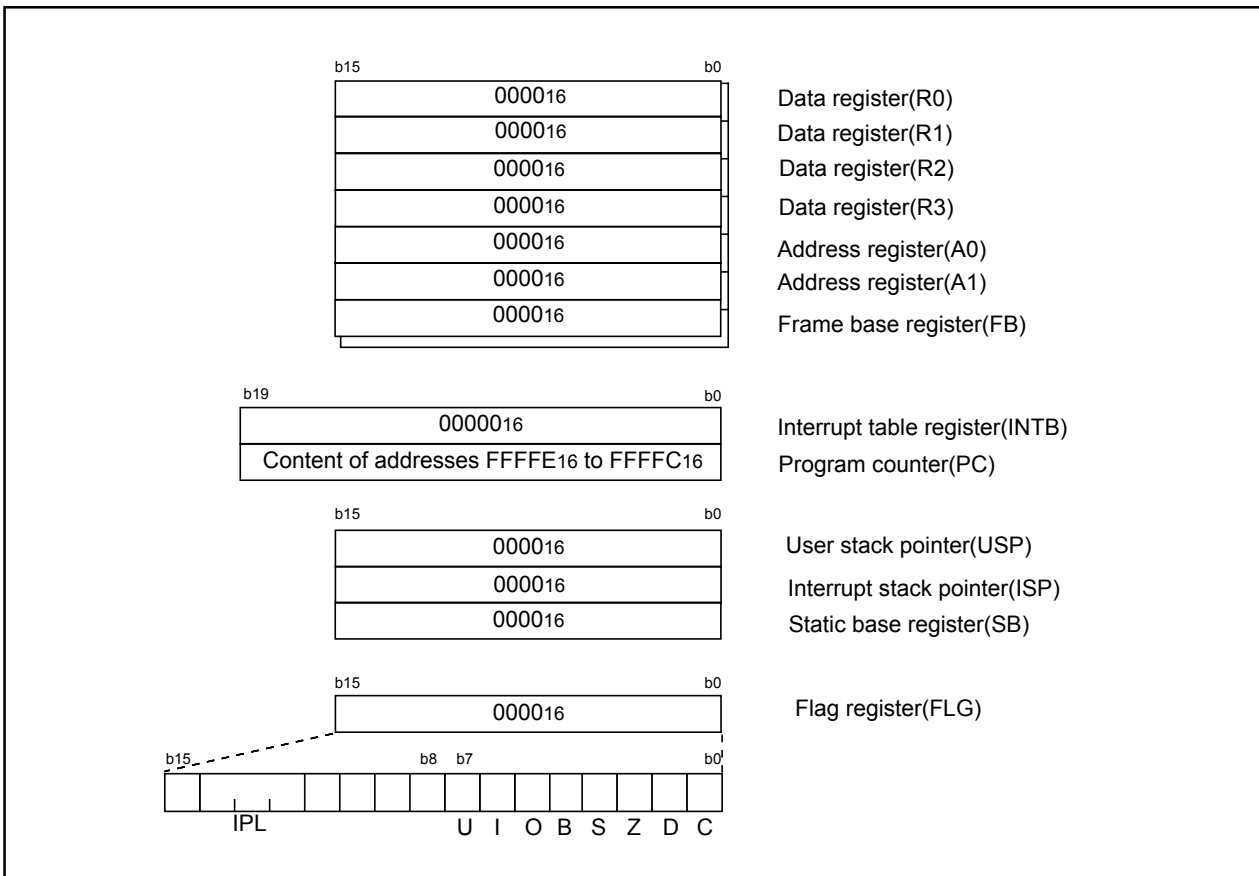 b15 b0
000016 Data register(R0)
000016 Data register(R1)
000016 Data register(R2)
000016 Data register(R3)
000016 Address register(A0)
000016 Address register(A1)
000016 Frame base register(FB)
b19 b0
0000016 Interrupt table register(INTB)
Content of addresses FFFFE16 to FFFFC16 Program counter(PC)
b15 b0
000016 User stack pointer(USP)
000016 Interrupt stack pointer(ISP)
000016 Static base register(SB)
b15 b0
000016 Flag register(FLG)
b15 b8 b7 b0
IPL U I O B S Z D C